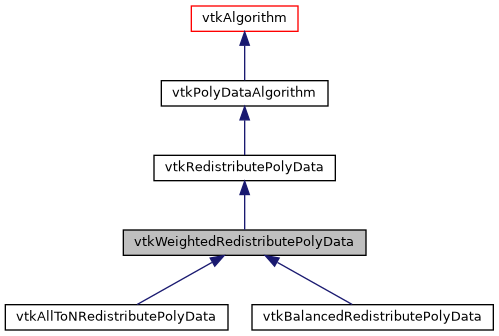 vtkAlgorithm
vtkPolyDataAlgorithm
vtkRedistributePolyData
vtkWeightedRedistributePolyData
vtkAllToNRedistributePolyData
vtkBalancedRedistributePolyData